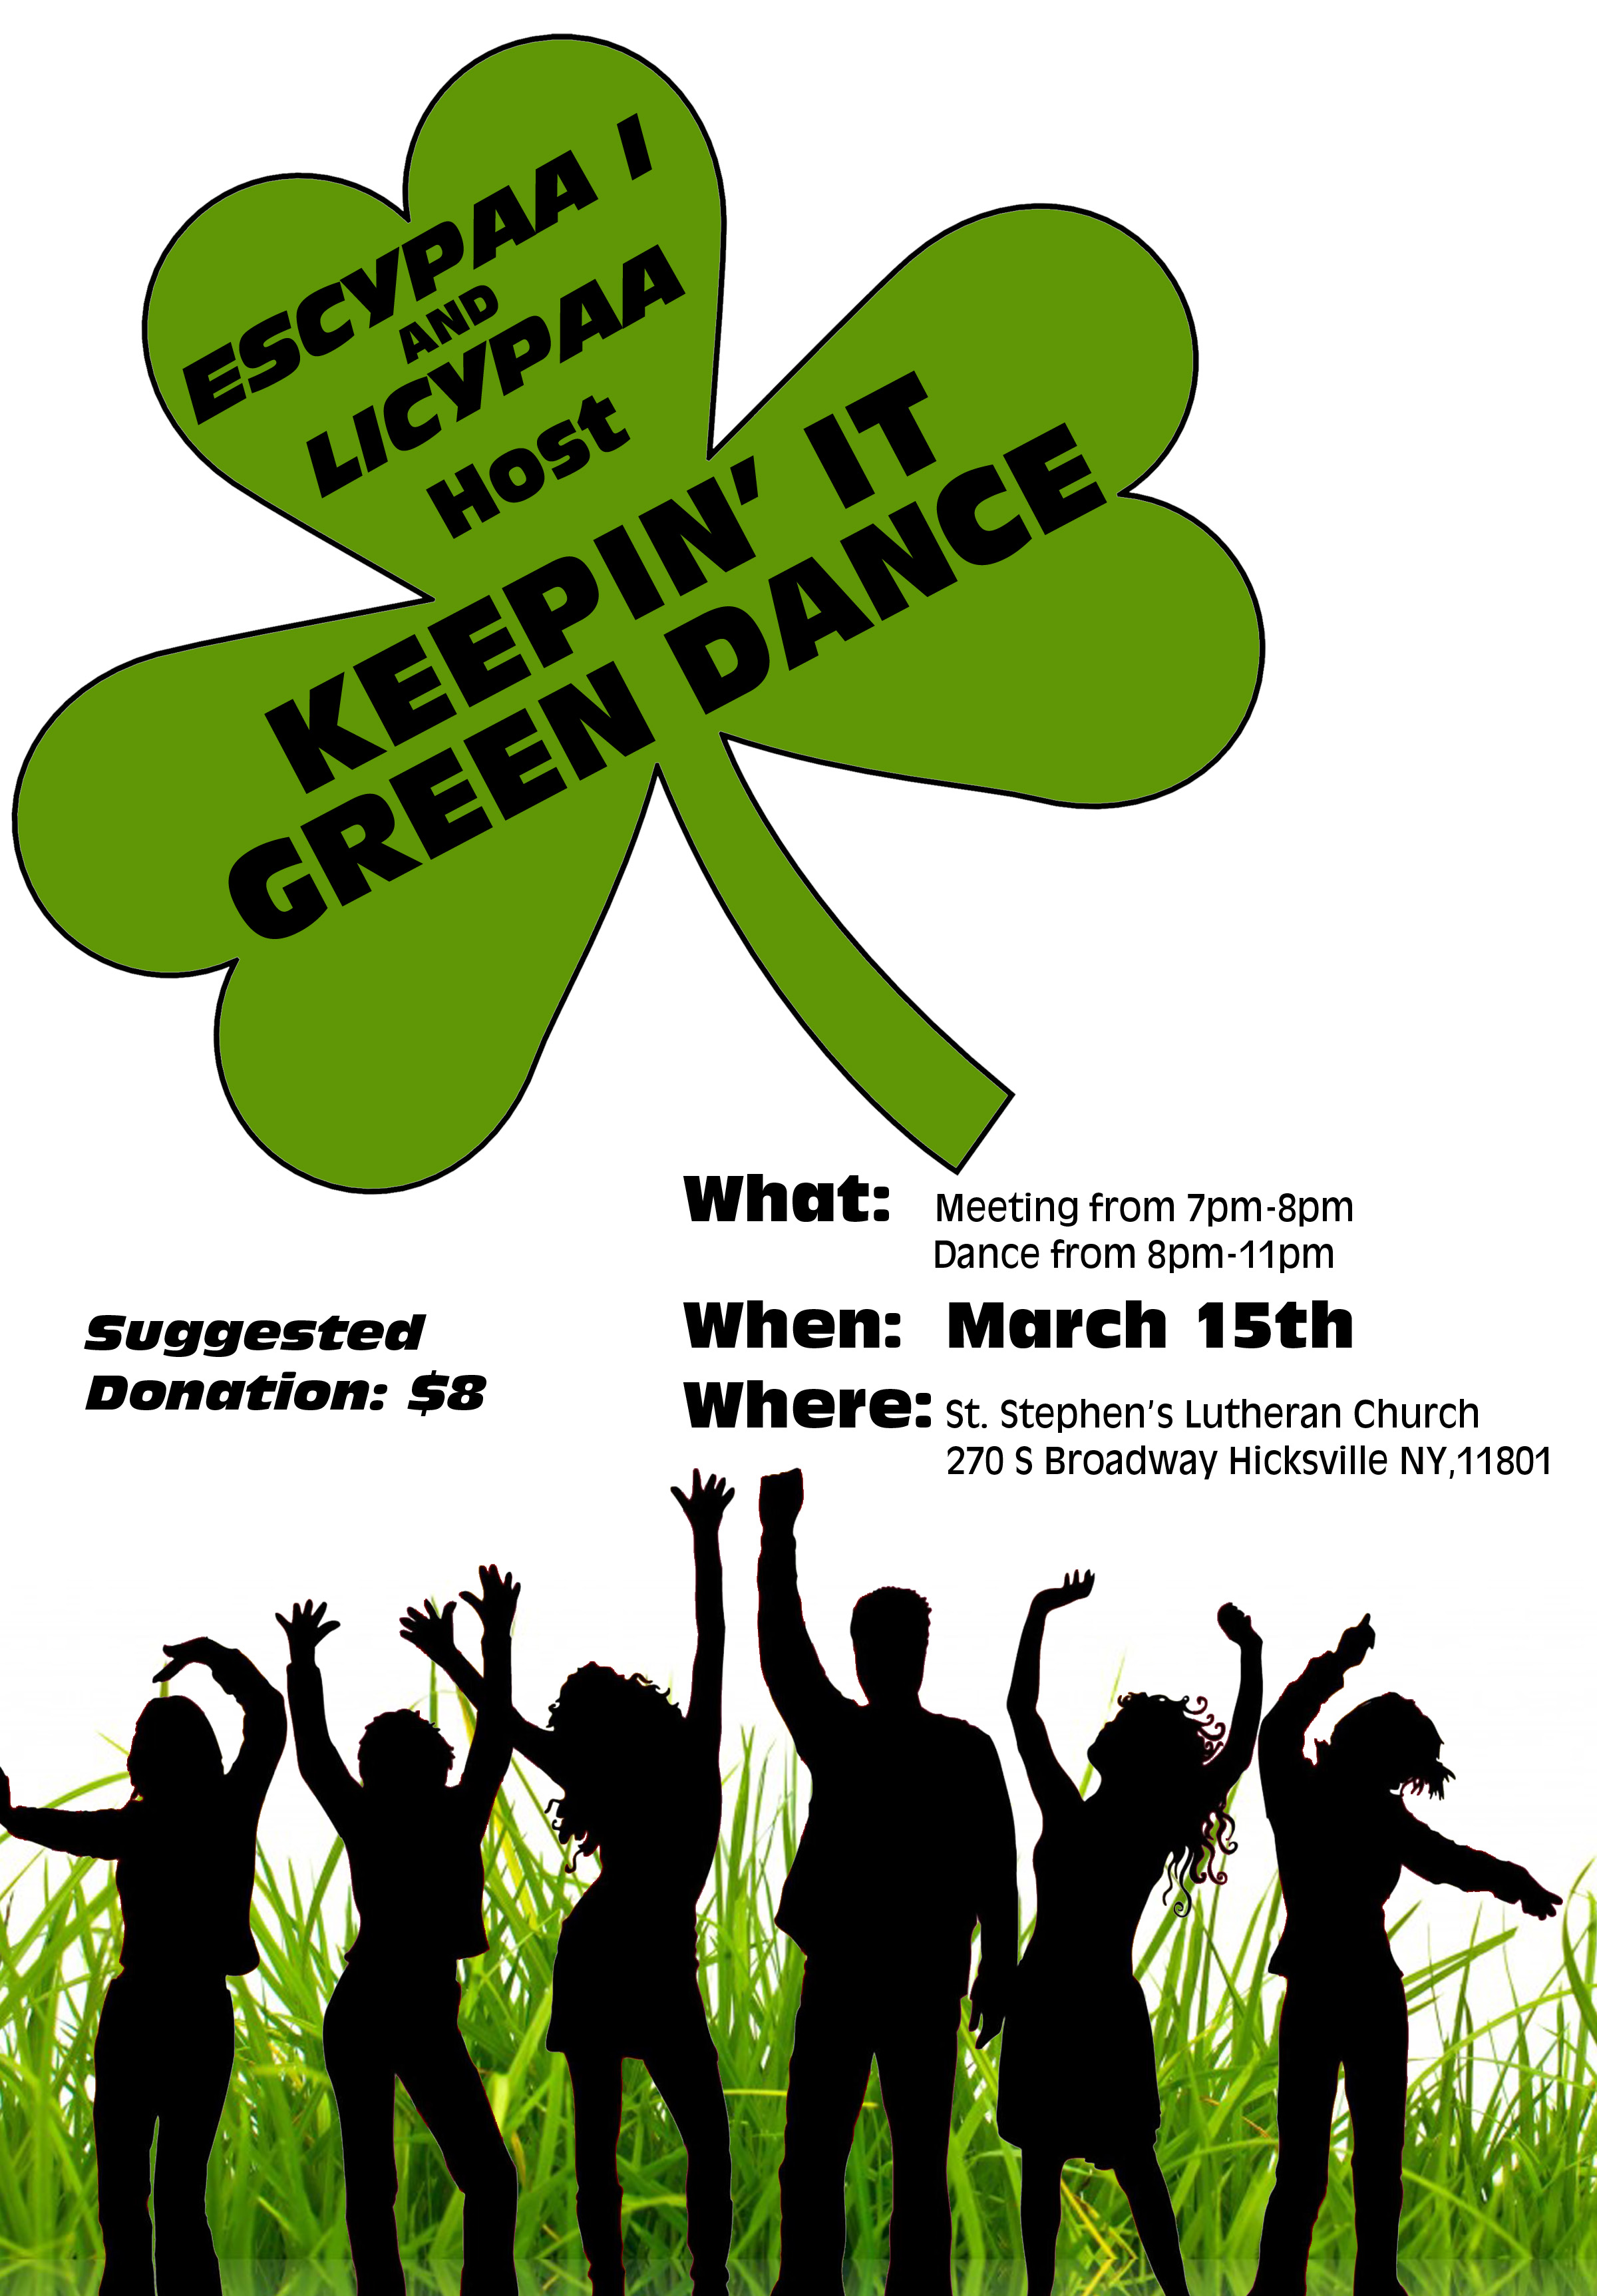 ESCYPAA I
AND
LICYPAA
Host
KEEPIN' IT
GREEN DANCE
What: Meeting from 7pm-8pm
Dance from 8pm-11pm
When: March 15th
Where: St. Stephen's Lutheran Church
270 S Broadway Hicksville NY,11801
Suggested
Donation: $8